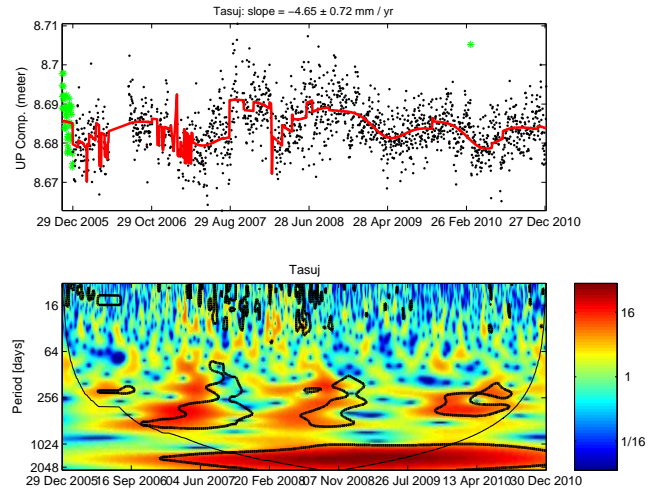 Tasuj: slope = −4.65 ± 0.72 mm / yr
8.71
8.7
8.69
8.68
8.67
UP Comp. (meter)
29 Dec 2005 29 Oct 2006 29 Aug 2007 28 Jun 2008 28 Apr 2009 26 Feb 2010 27 Dec 2010
Tasuj
16
64
256
1024
2048
Period [days]
29 Dec 2005 16 Sep 2006 04 Jun 2007 20 Feb 2008 07 Nov 2008 26 Jul 2009 13 Apr 2010 30 Dec 2010
16
1
1/16